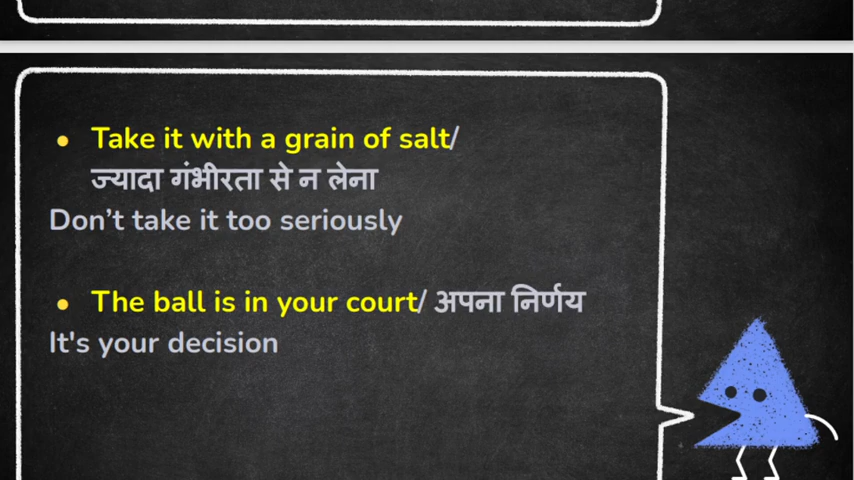 • Take it with a grain of salt/
ज्यादा गंभीरता से न लेना
Don’t take it too seriously
• The ball is in your court/ अपना निर्णय
It's your decision